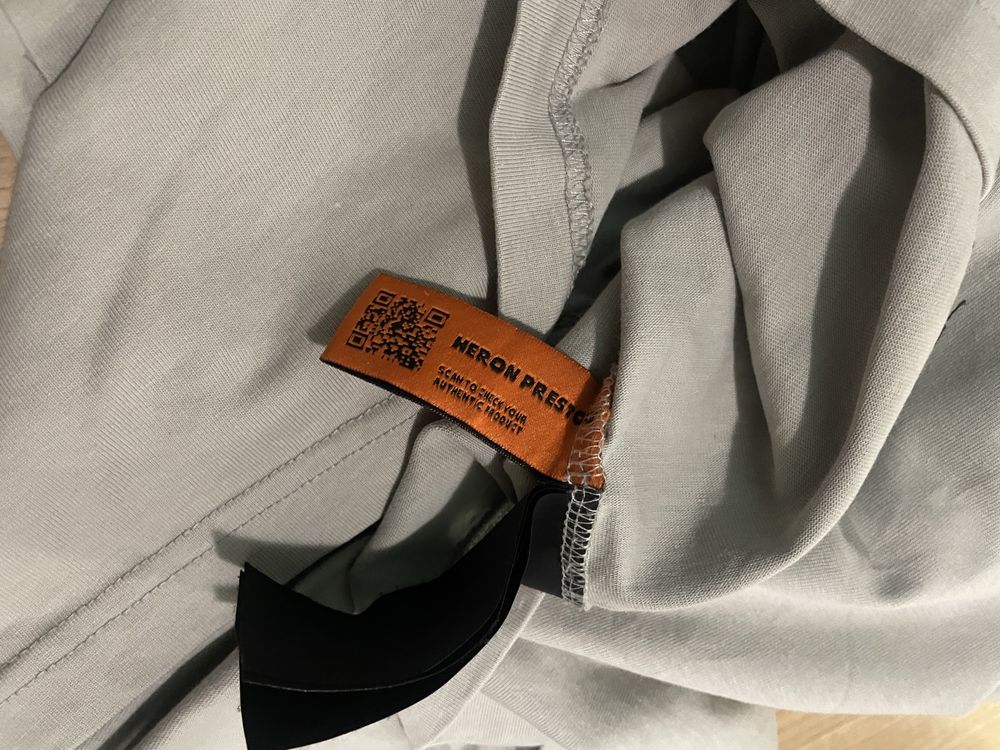 HERON PRESTO
SCAN TO CHECK YOUR
AUTHENTIC PRODUCT